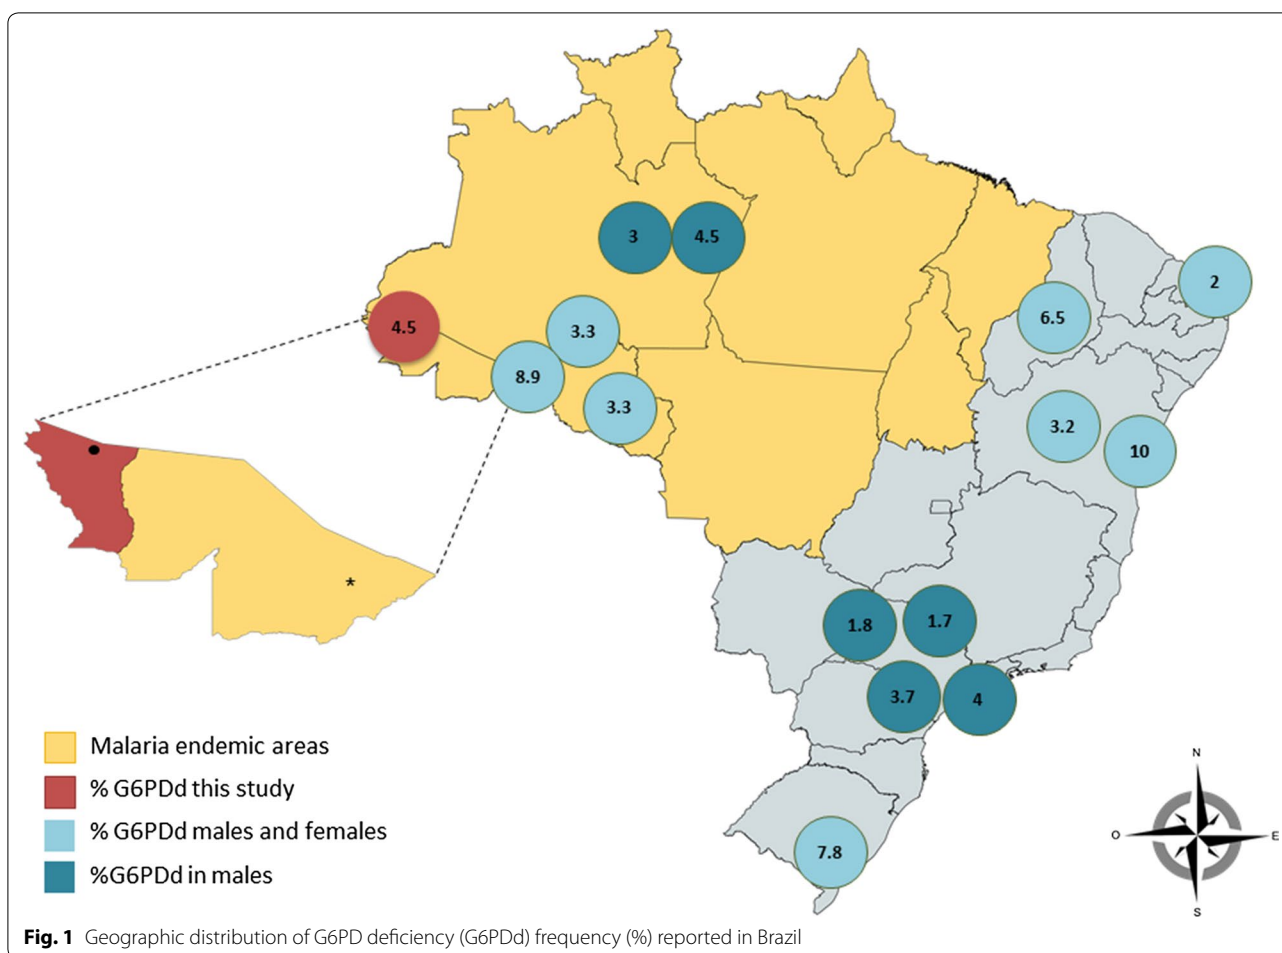 3
4.5
2
4.5
3.3
6.5
8.9
3.3
3.2
10
*
1.8
1.7
3.7
4
7.8
Malaria endemic areas
% G6PDd this study
% G6PDd males and females
%G6PDd in males
N
O
E
S
Fig. 1 Geographic distribution of G6PD deficiency (G6PDd) frequency (%) reported in Brazil